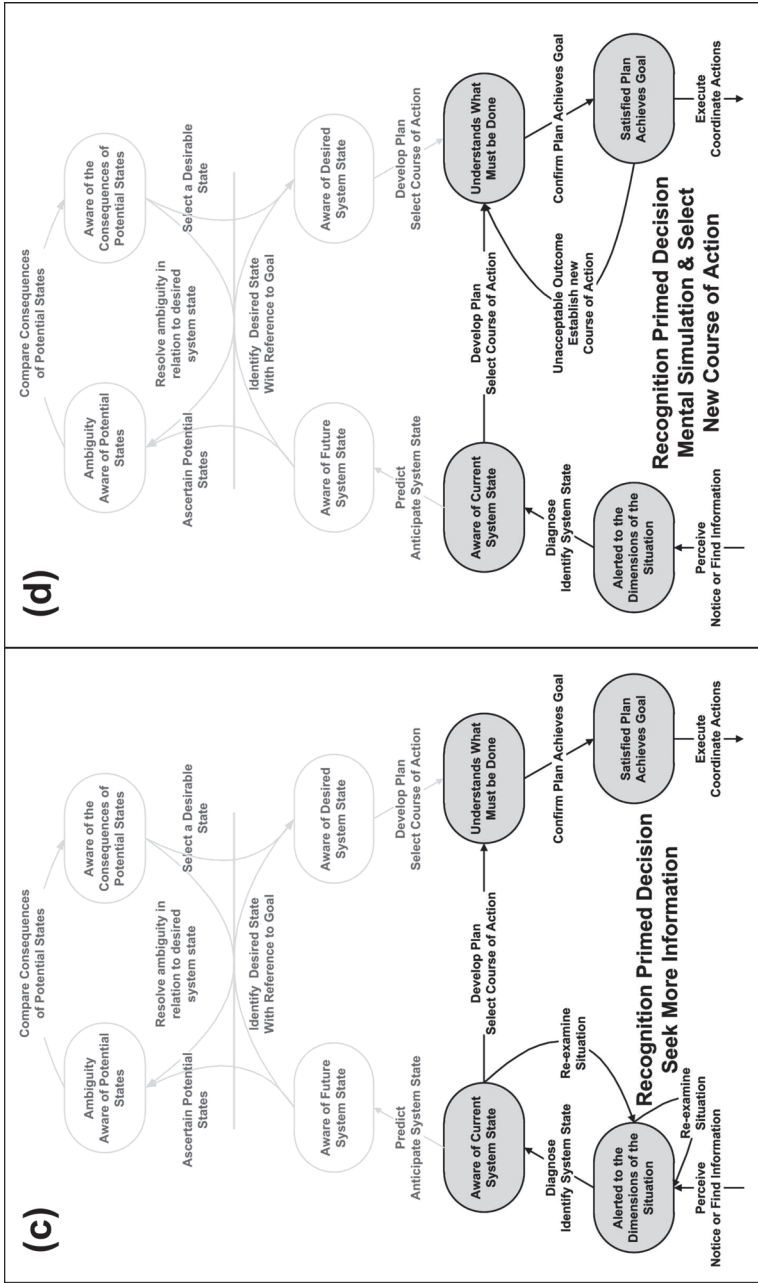 (c)
Compare Consequences
of Potential States
Ambiguity
Aware of Potential
States
Aware of the
Consequences of
Potential States
Ascertain Potential
States
Resolve ambiguity in
relation to desired
system state
Select a Desirable
State
Identify Desired State
With Reference to Goal
Aware of Future
System State
Aware of Desired
System State
Predict
Anticipate System State
Develop Plan
Select Course of Action
Aware of Current
System State
Develop Plan
Select Course of Action
Understands What
Must be Done
Diagnose
Identify System State
Re-examine
Situation
Confirm Plan Achieves Goal
Alerted to the
Dimensions of the
Situation
Recognition Primed Decision
Seek More Information
Satisfied Plan
Achieves Goal
Re-examine
Situation
Perceive
Notice or Find Information
Execute
Coordinate Actions
(d)
Compare Consequences
of Potential States
Ambiguity
Aware of Potential
States
Aware of the
Consequences of
Potential States
Ascertain Potential
States
Resolve ambiguity in
relation to desired
system state
Select a Desirable
State
Identify Desired State
With Reference to Goal
Aware of Future
System State
Aware of Desired
System State
Predict
Anticipate System State
Develop Plan
Select Course of Action
Aware of Current
System State
Develop Plan
Select Course of Action
Understands What
Must be Done
Diagnose
Identify System State
Unacceptable Outcome
Establish new
Course of Action
Confirm Plan Achieves Goal
Alerted to the
Dimensions of the
Situation
Satisfied Plan
Achieves Goal
Recognition Primed Decision
Mental Simulation & Select
New Course of Action
Perceive
Notice or Find Information
Execute
Coordinate Actions